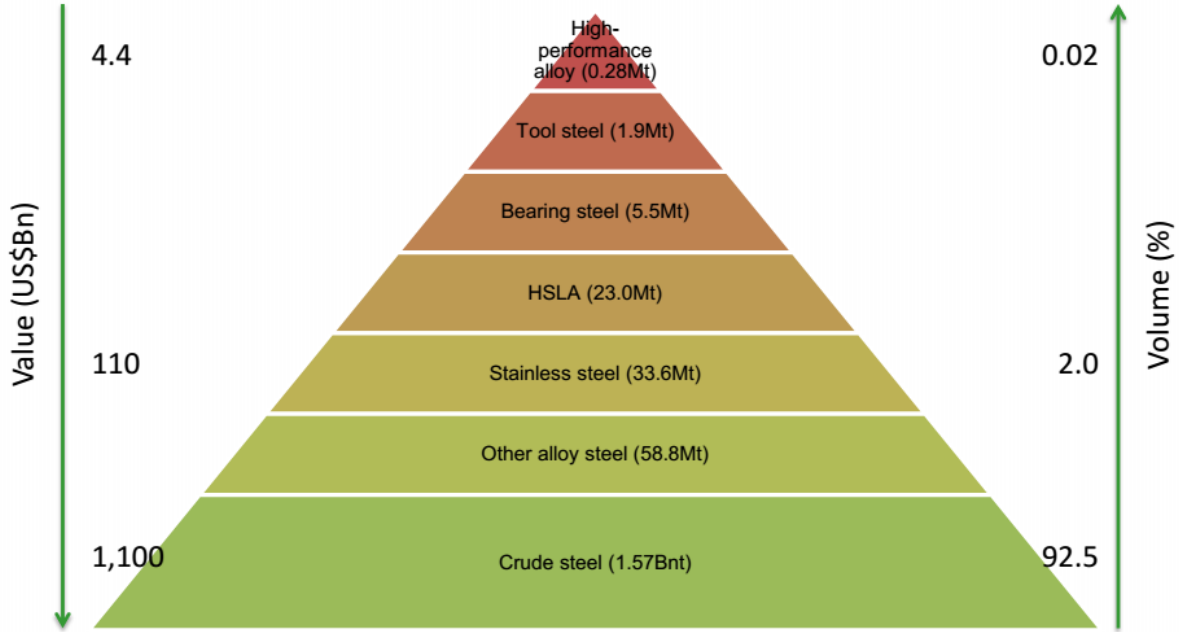 High-
performance
alloy (0.28Mt)
4.4
0.02
Tool steel (1.9Mt)
Bearing steel (5.5Mt)
Value (US$Bn)
Volume (%)
HSLA (23.0Mt)
110
Stainless steel (33.6Mt)
2.0
Other alloy steel (58.8Mt)
1,100
Crude steel (1.57Bnt)
92.5